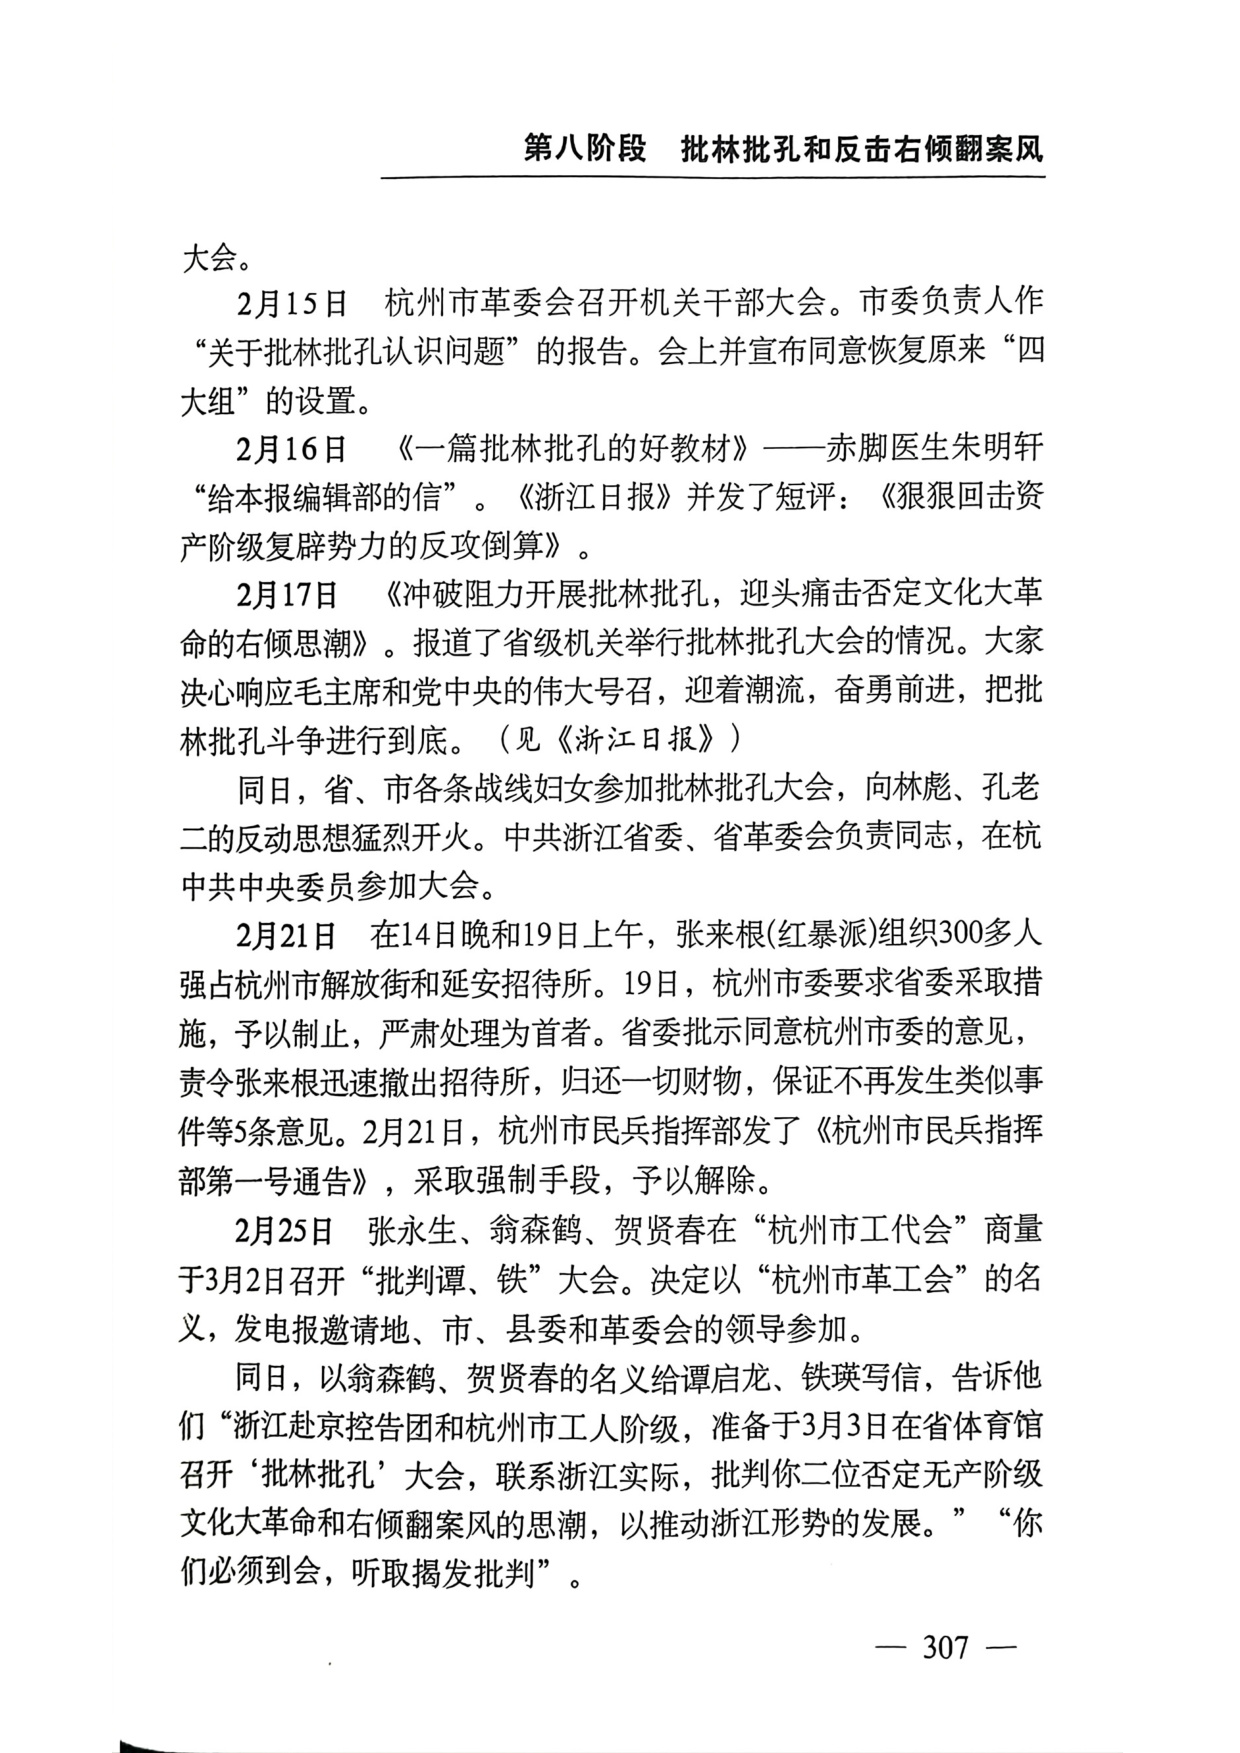 第八阶段　批林批孔和反击右倾翻案风
大会。
2月15日　杭州市革委会召开机关干部大会。市委负责人作
“关于批林批孔认识问题”的报告。会上并宣布同意恢复原来“四
大组”的设置。
2月16日　《一篇批林批孔的好教材》——赤脚医生朱明轩
“给本报编辑部的信”。《浙江日报》并发了短评：《狠狠回击资
产阶级复辟势力的反攻倒算》。
2月17日　《冲破阻力开展批林批孔，迎头痛击否定文化大革
命的右倾思潮》。报道了省级机关举行批林批孔大会的情况。大家
决心响应毛主席和党中央的伟大号召，迎着潮流，奋勇前进，把批
林批孔斗争进行到底。（见《浙江日报》）
同日，省、市各条战线妇女参加批林批孔大会，向林彪、孔老
二的反动思想猛烈开火。中共浙江省委、省革委会负责同志，在杭
中共中央委员参加大会。
2月21日　在14日晚和19日上午，张来根(红暴派)组织300多人
强占杭州市解放街和延安招待所。19日，杭州市委要求省委采取措
施，予以制止，严肃处理为首者。省委批示同意杭州市委的意见，
责令张来根迅速撤出招待所，归还一切财物，保证不再发生类似事
件等5条意见。2月21日，杭州市民兵指挥部发了《杭州市民兵指挥
部第一号通告》，采取强制手段，予以解除。
2月25日　张永生、翁森鹤、贺贤春在“杭州市工代会”商量
于3月2日召开“批判谭、铁”大会。决定以“杭州市革工会”的名
义，发电报邀请地、市、县委和革委会的领导参加。
同日，以翁森鹤、贺贤春的名义给谭启龙、铁瑛写信，告诉他
们“浙江赴京控告团和杭州市工人阶级，准备于3月3日在省体育馆
召开‘批林批孔’大会，联系浙江实际，批判你二位否定无产阶级
文化大革命和右倾翻案风的思潮，以推动浙江形势的发展。”“你
们必须到会，听取揭发批判”。
— 307 —